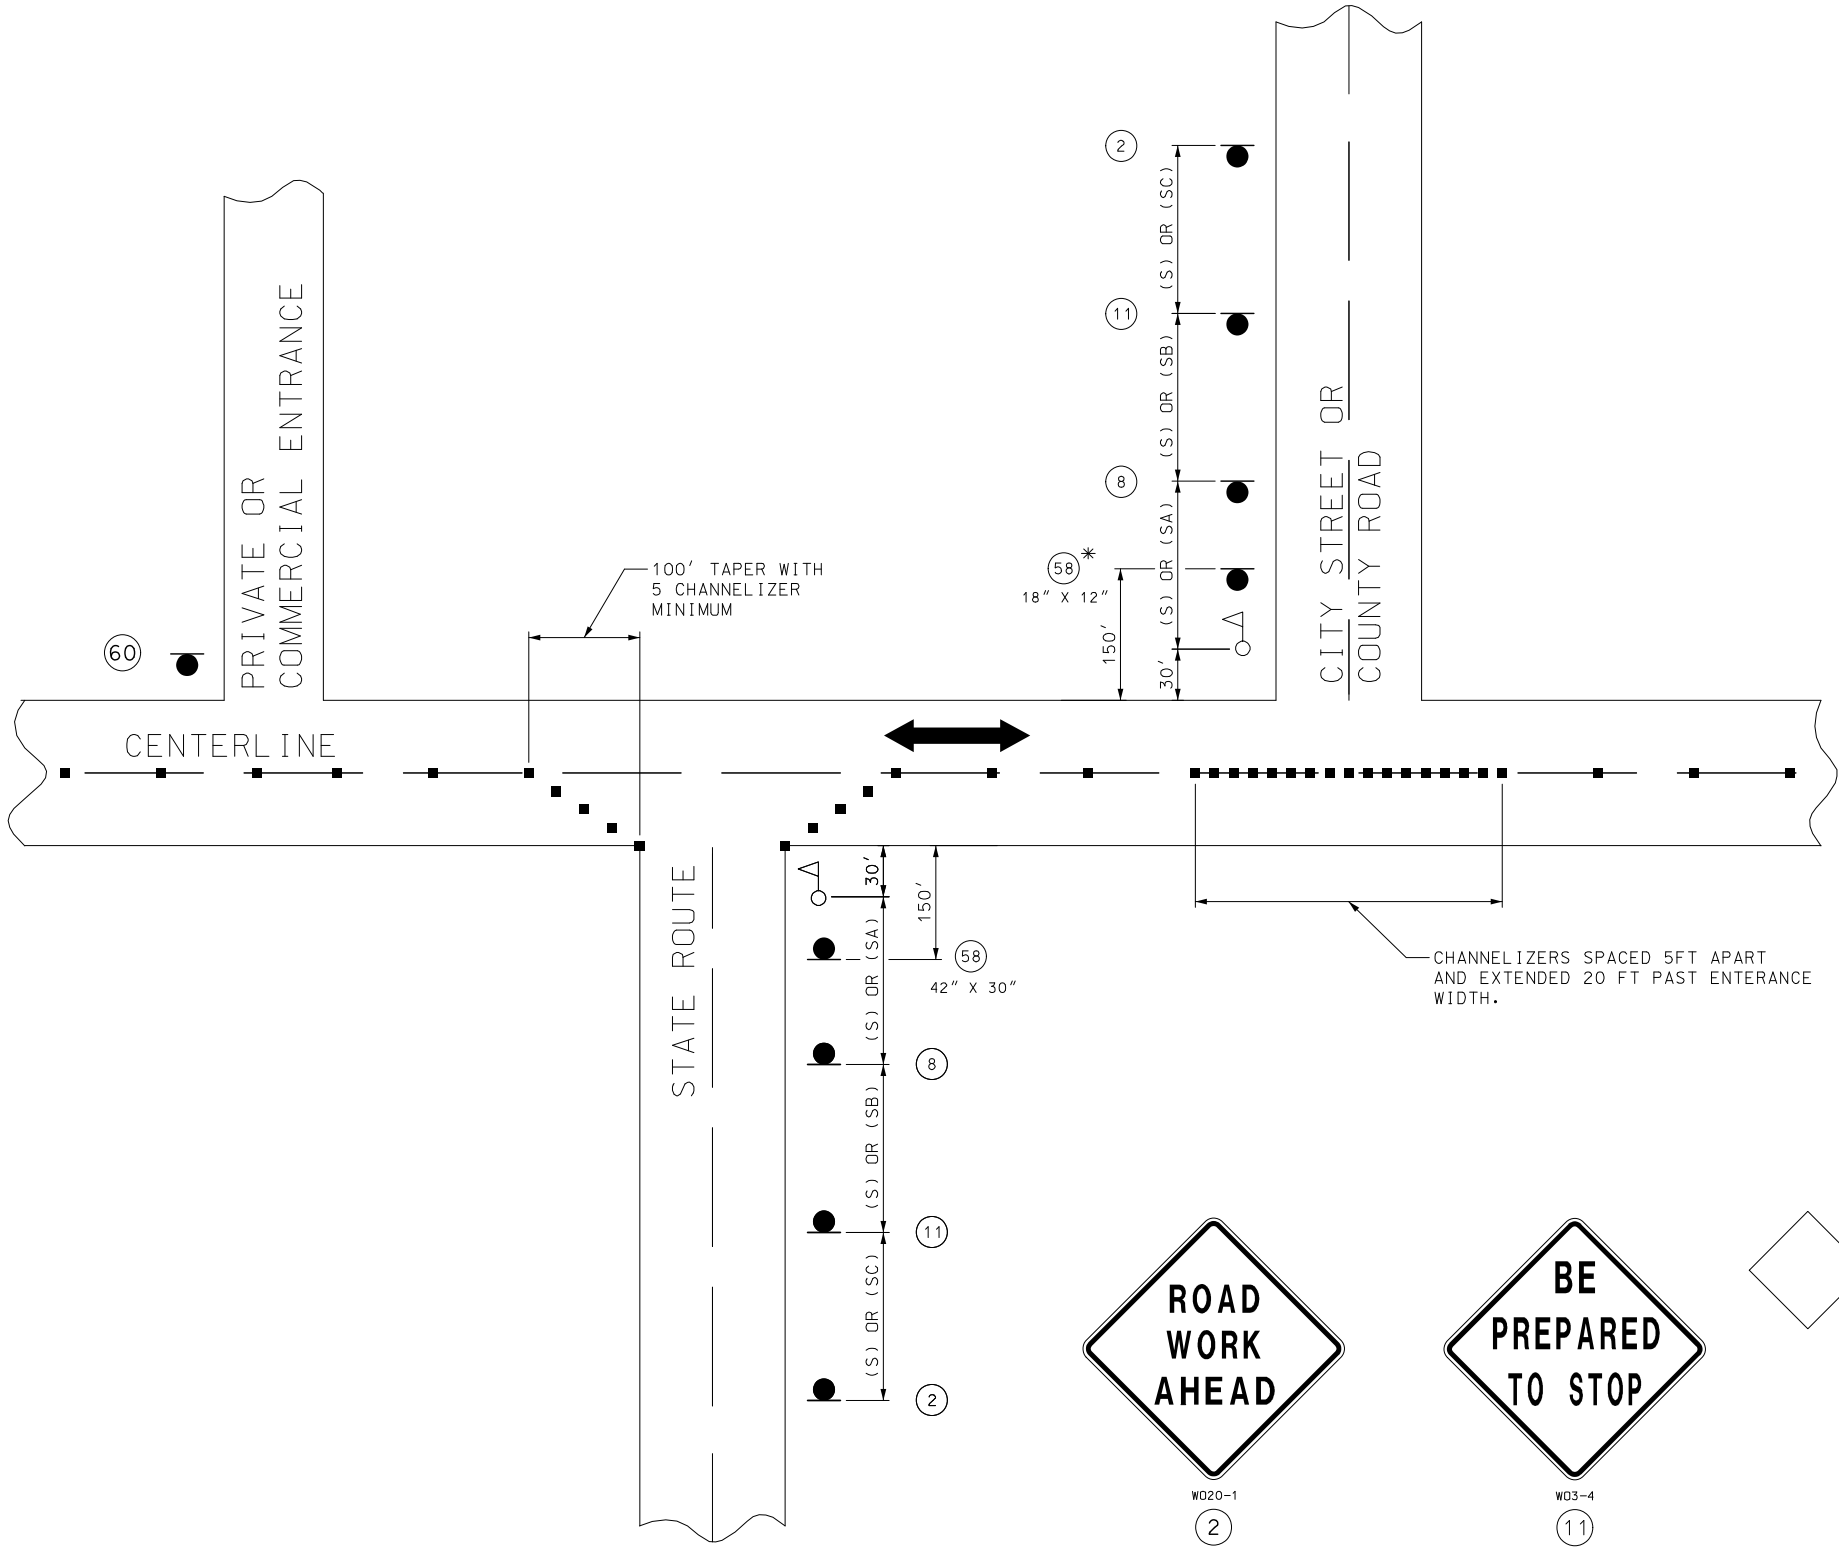 2
(S) OR (SC)
11
(S) OR (SB)
8
(S) OR (SA)
58*
18" X 12"
150'
30'
CITY STREET OR
COUNTY ROAD
PRIVATE OR
COMMERCIAL ENTRANCE
60
100' TAPER WITH
5 CHANNELIZER
MINIMUM
CENTERLINE
STATE ROUTE
30'
150'
58
42" X 30"
(S) OR (SA)
8
(S) OR (SB)
11
(S) OR (SC)
2
CHANNELIZERS SPACED 5FT APART
AND EXTENDED 20 FT PAST ENTERANCE
WIDTH.
ROAD
WORK
AHEAD
WO20-1
2
BE
PREPARED
TO STOP
WO3-4
11